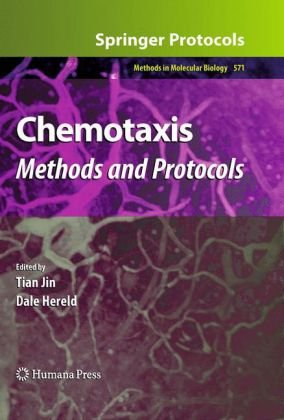 Springer Protocols
Methods in Molecular Biology 571
Chemotaxis
Methods and Protocols
Edited by
Tian Jin
Dale Hereld
Humana Press